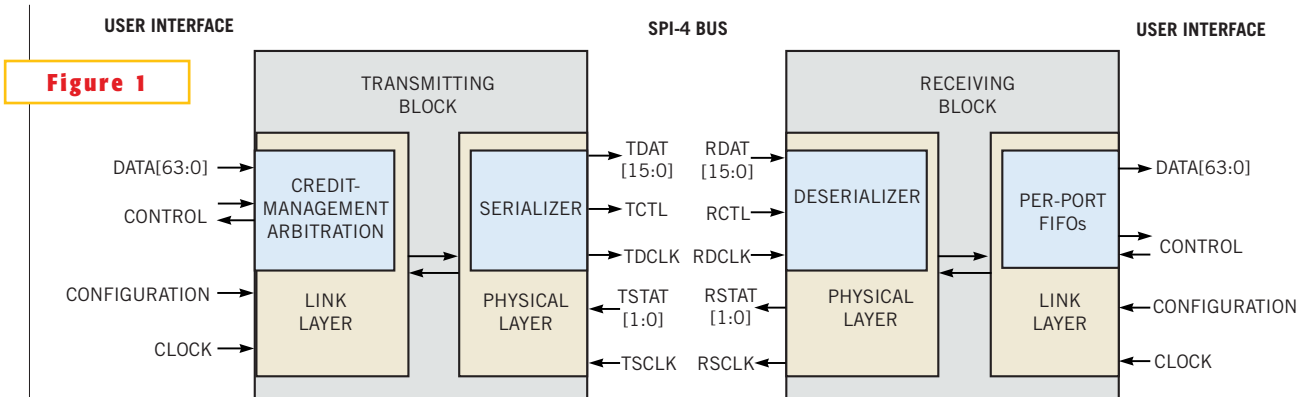 USER INTERFACE
SPI-4 BUS
USER INTERFACE
Figure 1
TRANSMITTING
BLOCK
RECEIVING
BLOCK
DATA[63:0]
CONTROL
CONFIGURATION
CLOCK
CREDIT-
MANAGEMENT
ARBITRATION
LINK
LAYER
SERIALIZER
PHYSICAL
LAYER
TDAT
[15:0]
TCTL
TDCLK
TSTAT
[1:0]
TSCLK
RDAT
[15:0]
RCTL
RDCLK
RSTAT
[1:0]
RSCLK
DESERIALIZER
PHYSICAL
LAYER
PER-PORT
FIFOs
LINK
LAYER
DATA[63:0]
CONTROL
CONFIGURATION
CLOCK